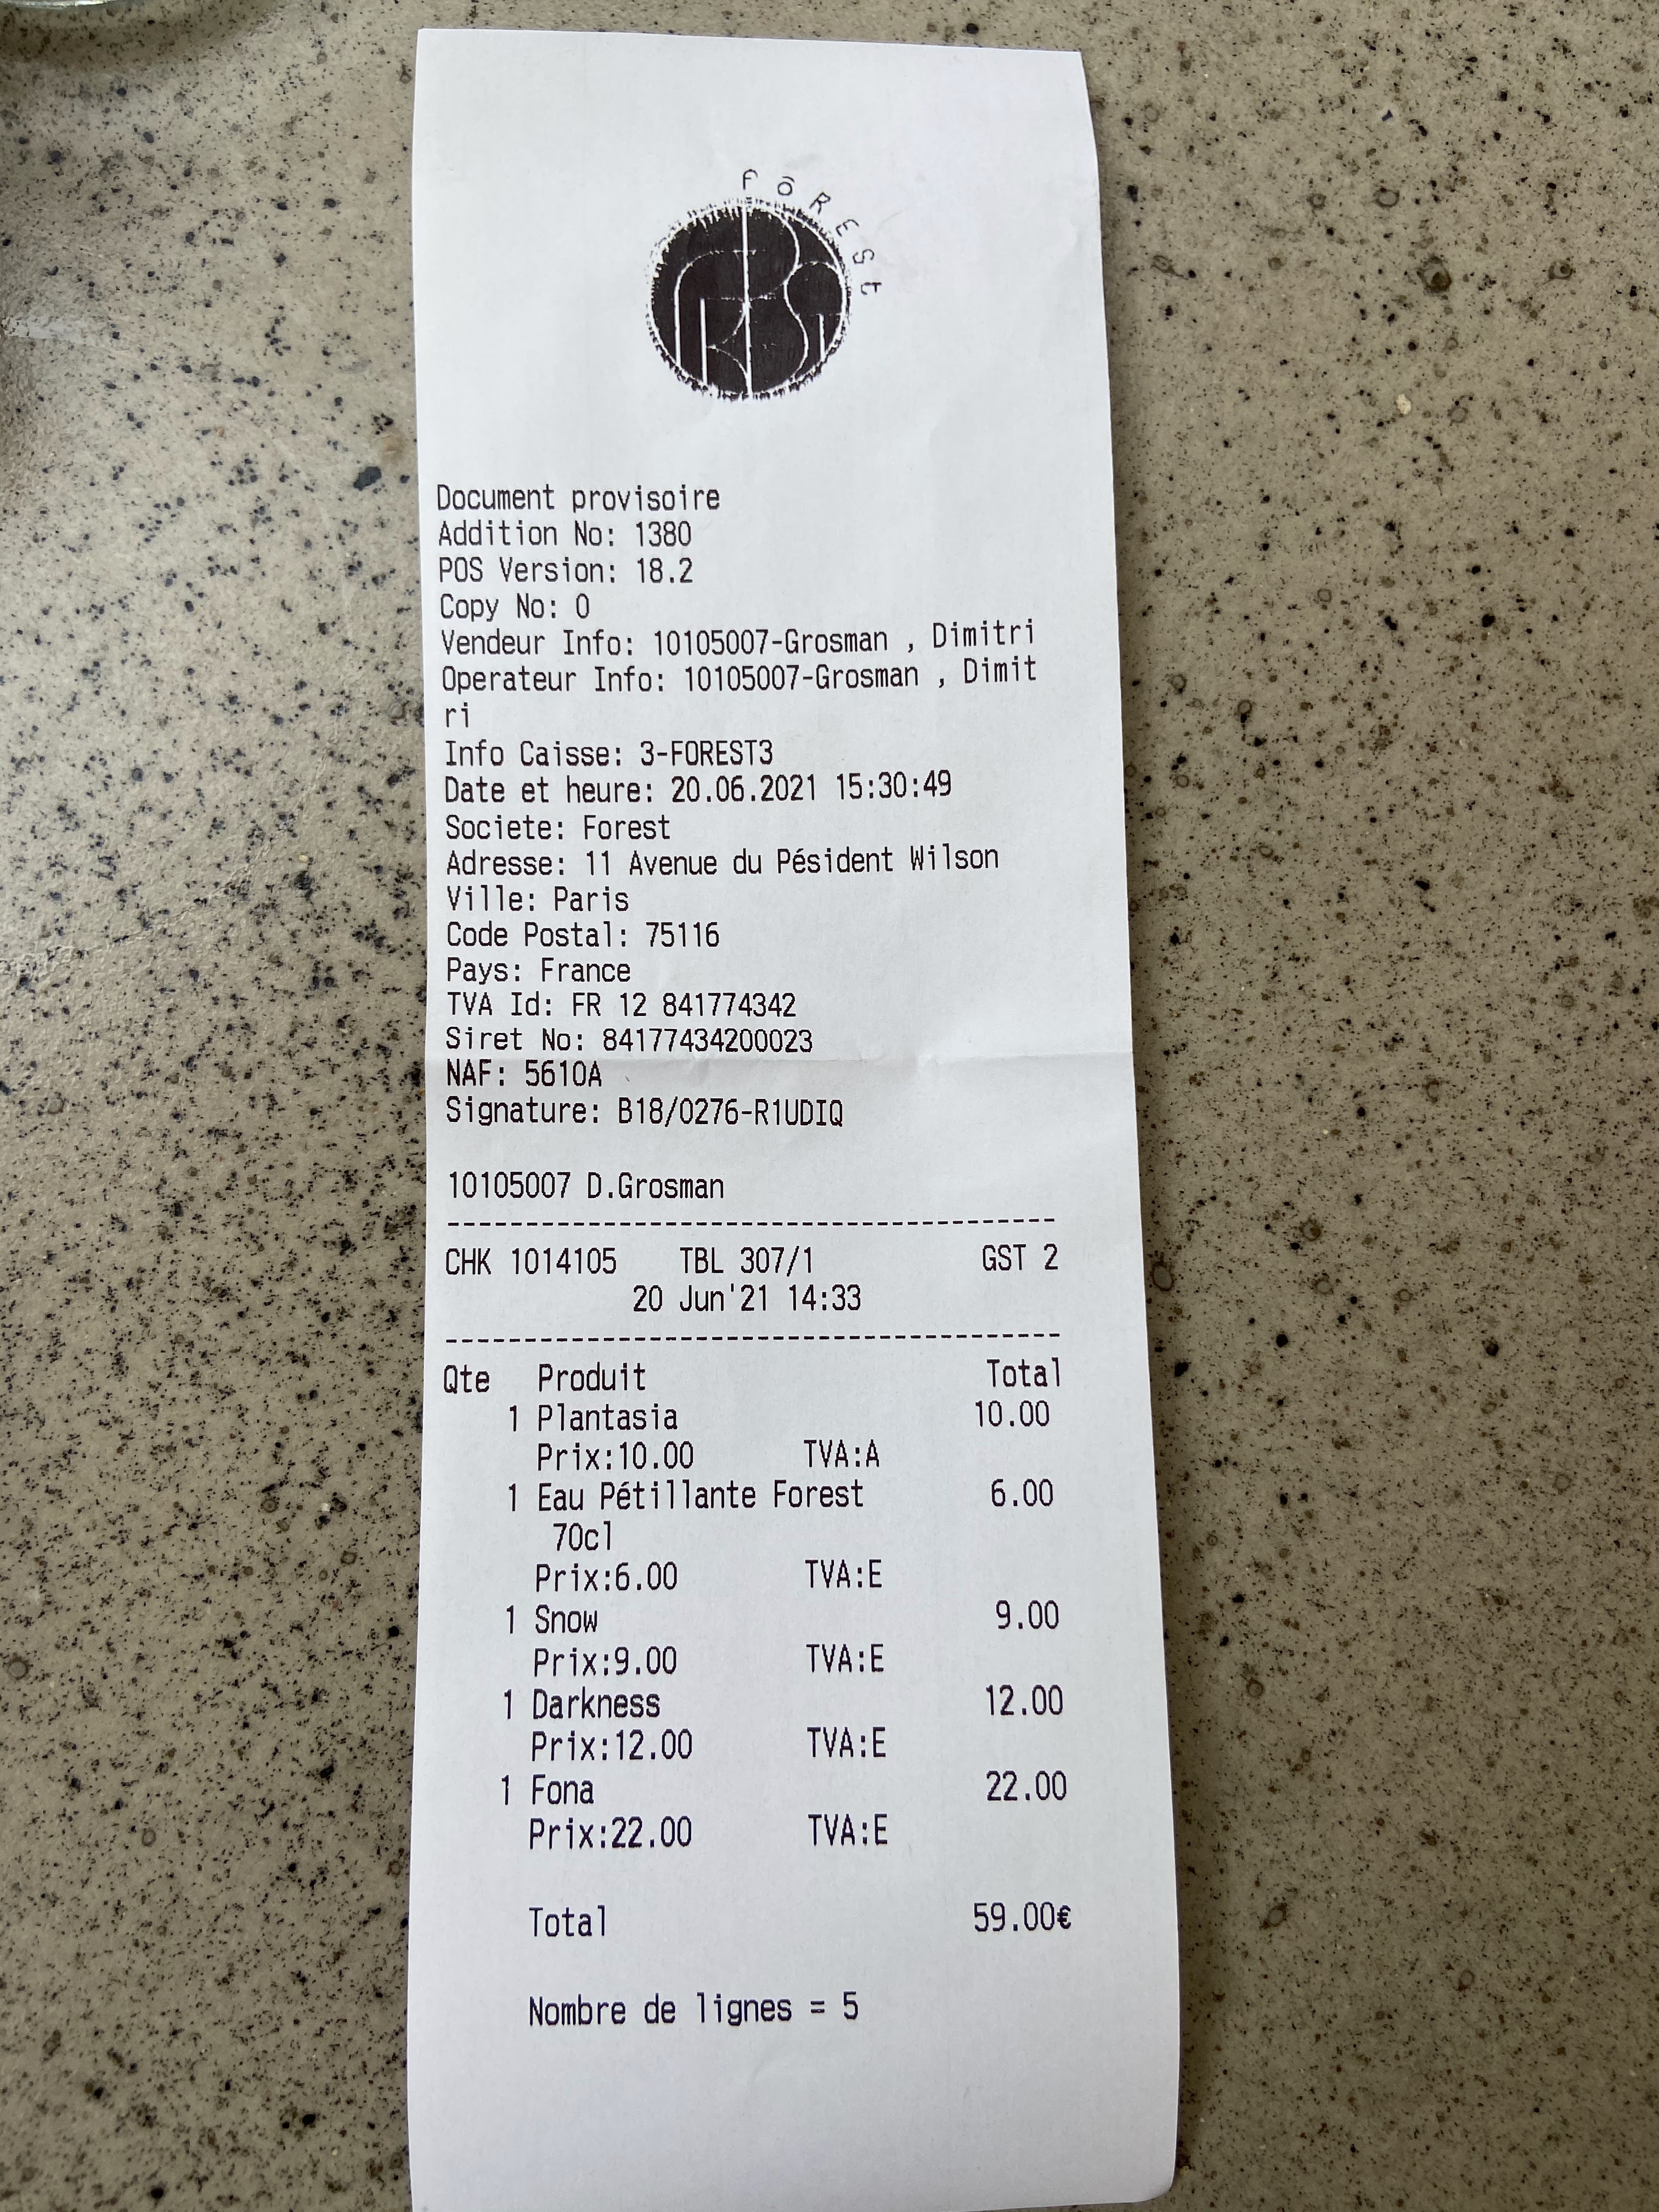 FÔREST
Document provisoire
Addition No: 1380
POS Version: 18.2
Copy No: 0
Vendeur Info: 10105007-Grosman , Dimitri
Operateur Info: 10105007-Grosman , Dimit
ri
Info Caisse: 3-FOREST3
Date et heure: 20.06.2021 15:30:49
Societe: Forest
Adresse: 11 Avenue du Pésident Wilson
Ville: Paris
Code Postal: 75116
Pays: France
TVA Id: FR 12 841774342
Siret No: 84177434200023
NAF: 5610A
Signature: B18/0276-R1UDIQ
10105007 D.Grosman
---------------------------------------
CHK 1014105 TBL 307/1 GST 2
20 Jun'21 14:33
---------------------------------------
Qte Produit Total
1 Plantasia 10.00
Prix:10.00 TVA:A
1 Eau Pétillante Forest 6.00
70cl
Prix:6.00 TVA:E
1 Snow 9.00
Prix:9.00 TVA:E
1 Darkness 12.00
Prix:12.00 TVA:E
1 Fona 22.00
Prix:22.00 TVA:E
Total 59.00€
Nombre de lignes = 5